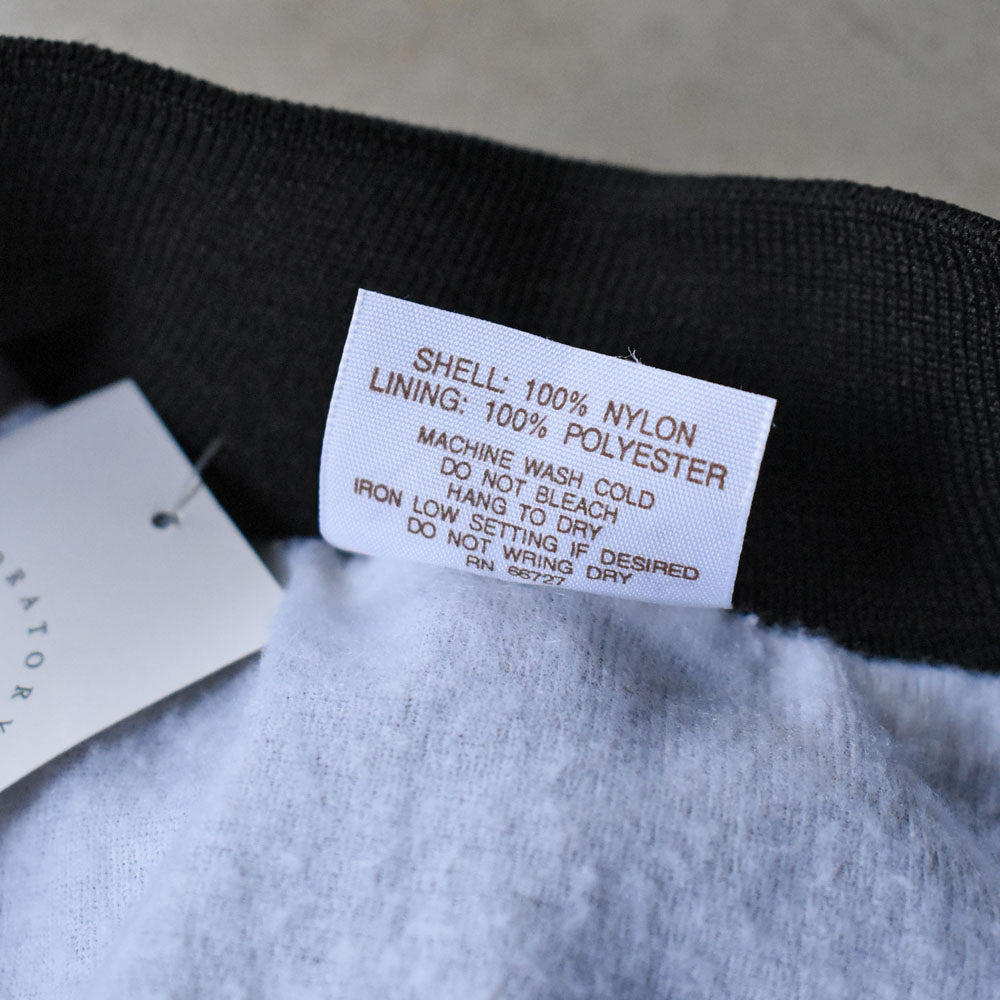 SHELL: 100% NYLON
LINING: 100% POLYESTER
MACHINE WASH COLD
DO NOT BLEACH
HANG TO DRY
IRON LOW SETTING IF DESIRED
DO NOT WRING DRY
RN 66727
ORATORY